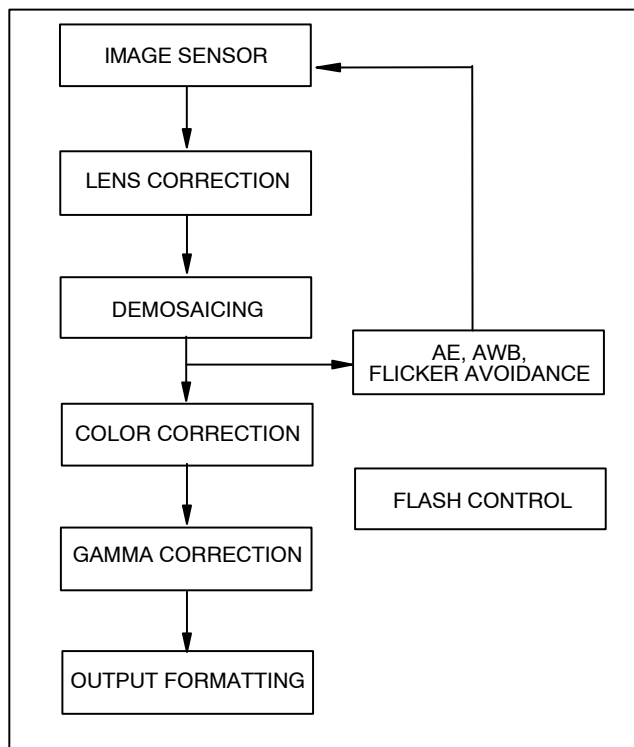 IMAGE SENSOR
LENS CORRECTION
DEMOSAICING
AE, AWB,
FLICKER AVOIDANCE
COLOR CORRECTION
FLASH CONTROL
GAMMA CORRECTION
OUTPUT FORMATTING